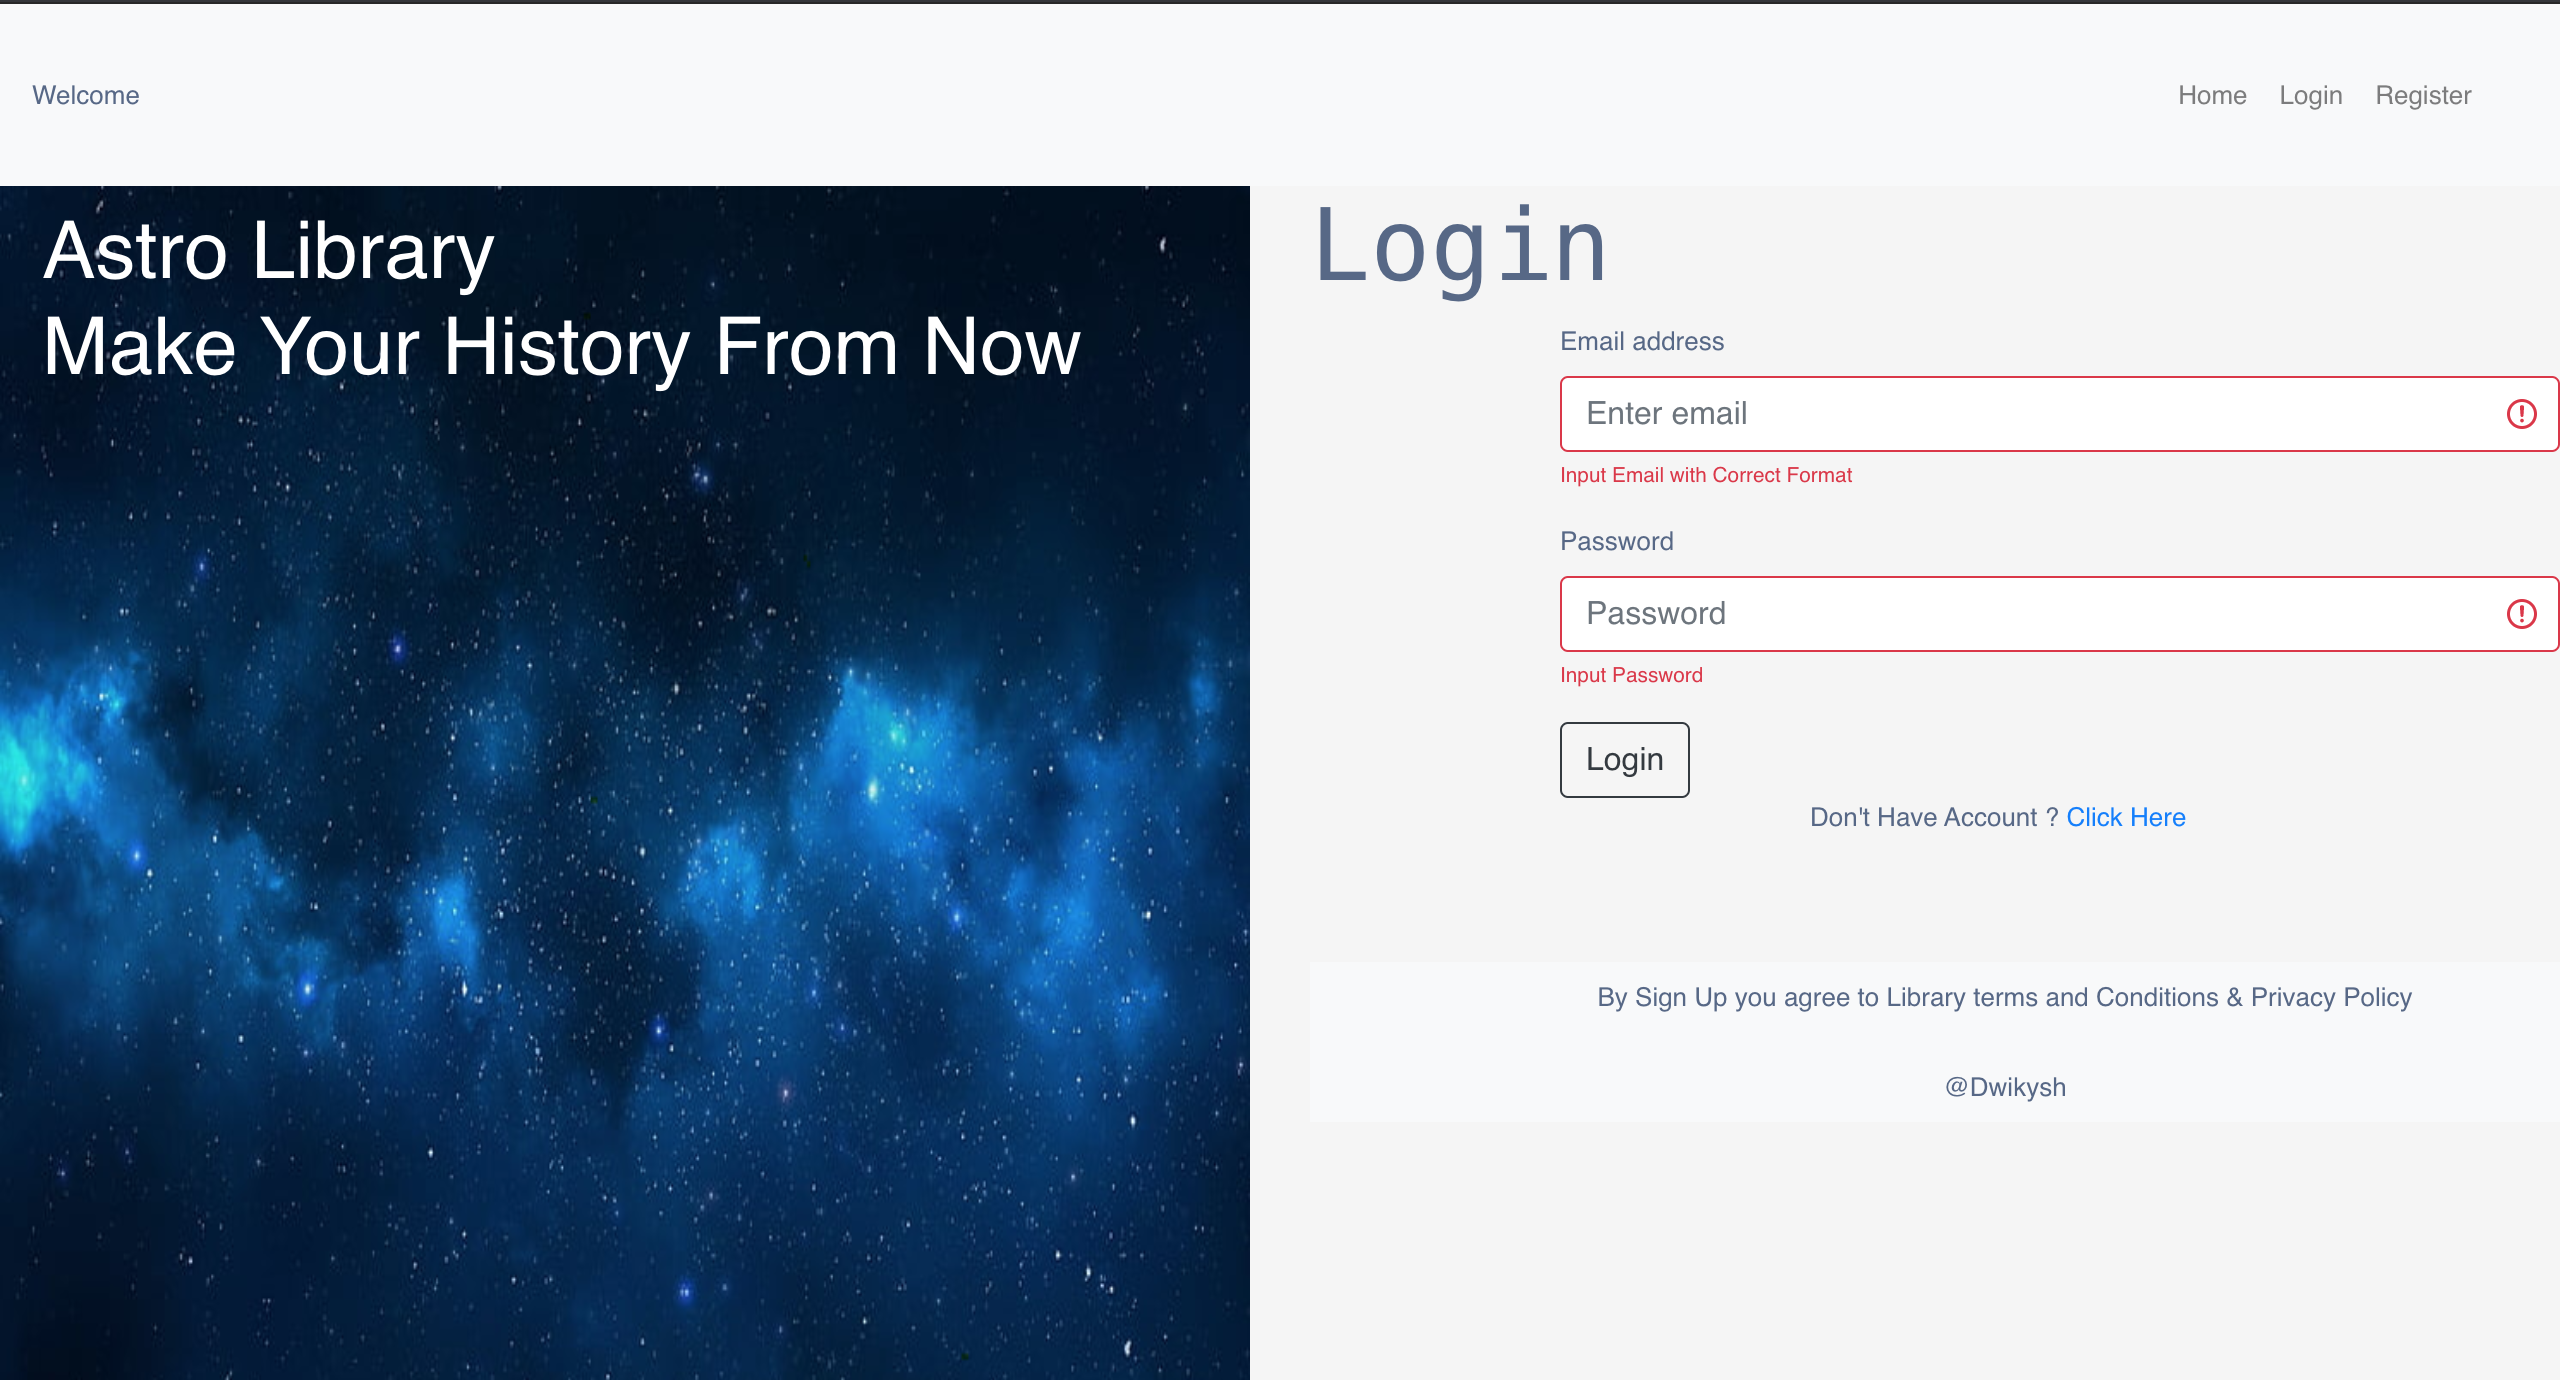 Welcome
Home Login Register
Astro Library
Make Your History From Now
Login
Email address
Enter email
Input Email with Correct Format
Password
Password
Input Password
Login
Don't Have Account ? Click Here
By Sign Up you agree to Library terms and Conditions & Privacy Policy
@Dwikysh